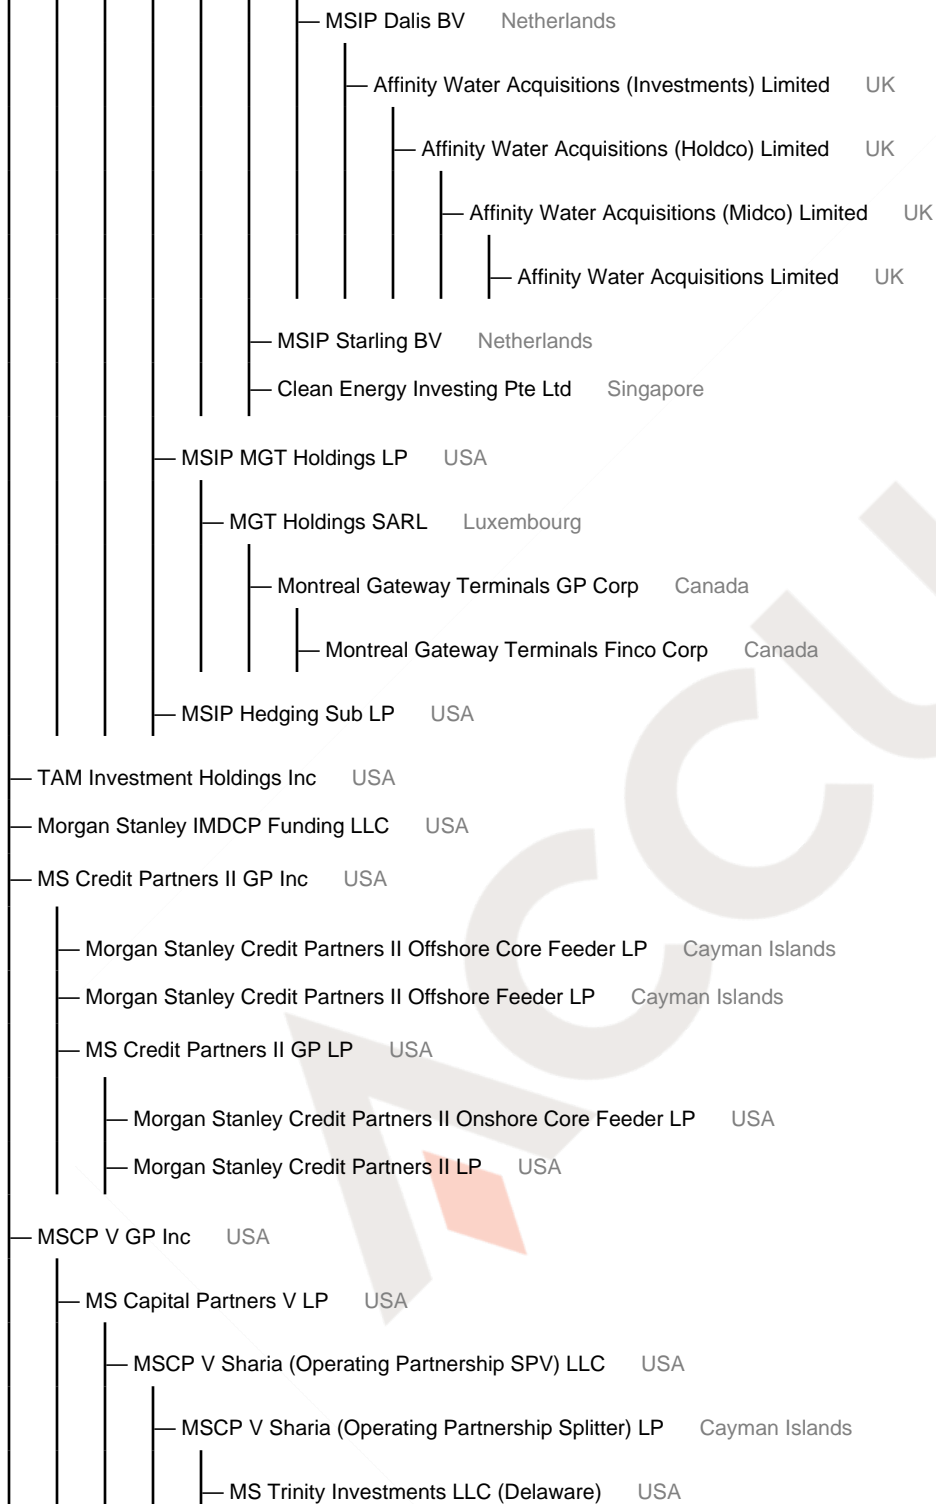 MSIP Dalis BV Netherlands
Affinity Water Acquisitions (Investments) Limited UK
Affinity Water Acquisitions (Holdco) Limited UK
Affinity Water Acquisitions (Midco) Limited UK
Affinity Water Acquisitions Limited UK
MSIP Starling BV Netherlands
Clean Energy Investing Pte Ltd Singapore
MSIP MGT Holdings LP USA
MGT Holdings SARL Luxembourg
Montreal Gateway Terminals GP Corp Canada
Montreal Gateway Terminals Finco Corp Canada
MSIP Hedging Sub LP USA
TAM Investment Holdings Inc USA
Morgan Stanley IMDCP Funding LLC USA
MS Credit Partners II GP Inc USA
Morgan Stanley Credit Partners II Offshore Core Feeder LP Cayman Islands
Morgan Stanley Credit Partners II Offshore Feeder LP Cayman Islands
MS Credit Partners II GP LP USA
Morgan Stanley Credit Partners II Onshore Core Feeder LP USA
Morgan Stanley Credit Partners II LP USA
MSCP V GP Inc USA
MS Capital Partners V LP USA
MSCP V Sharia (Operating Partnership SPV) LLC USA
MSCP V Sharia (Operating Partnership Splitter) LP Cayman Islands
MS Trinity Investments LLC (Delaware) USA
ACCU